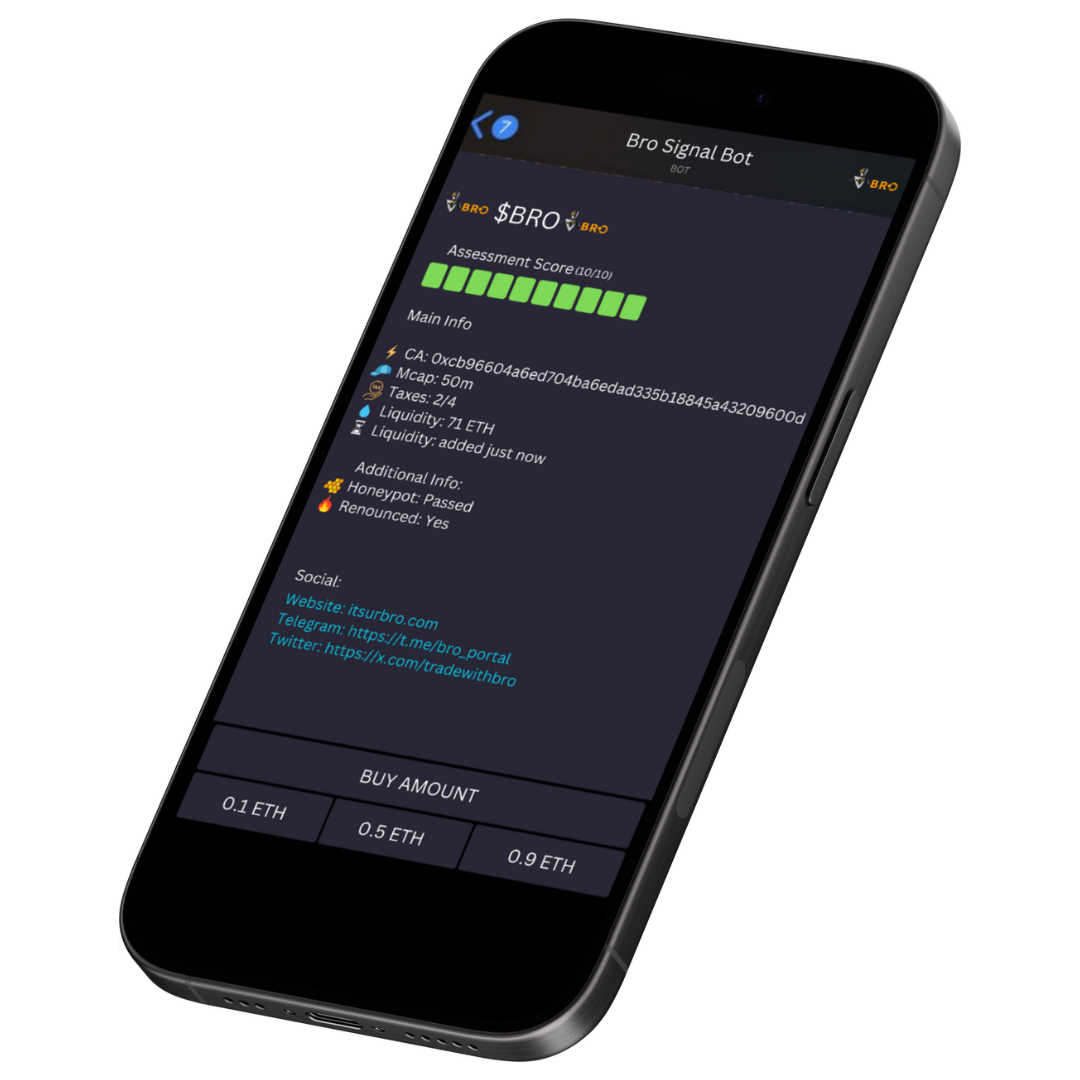 7
Bro Signal Bot
BOT
BRO
BRO $BRO BRO
Assessment Score (10/10)
Main Info
CA: 0xcb96604a6ed704ba6edad335b18845a43209600d
Mcap: 50m
TAX
Taxes: 2/4
Liquidity: 71 ETH
Liquidity: added just now
Additional Info:
Honeypot: Passed
Renounced: Yes
Social:
Website: itsurbro.com
Telegram: https://t.me/bro_portal
Twitter: https://x.com/tradewithbro
BUY AMOUNT
0.1 ETH
0.5 ETH
0.9 ETH